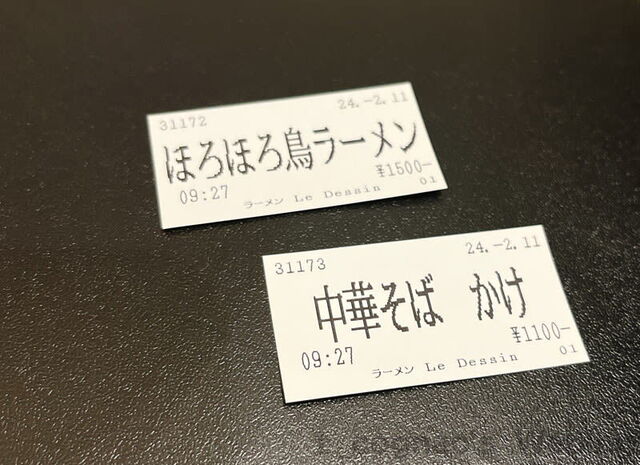 31172 24.-2.11
ほろほろ鳥ラーメン
¥1500-
09:27 ラーメン Le Dessin 01
31173 24.-2.11
中華そば かけ
¥1100-
09:27 ラーメン Le Dessin 01